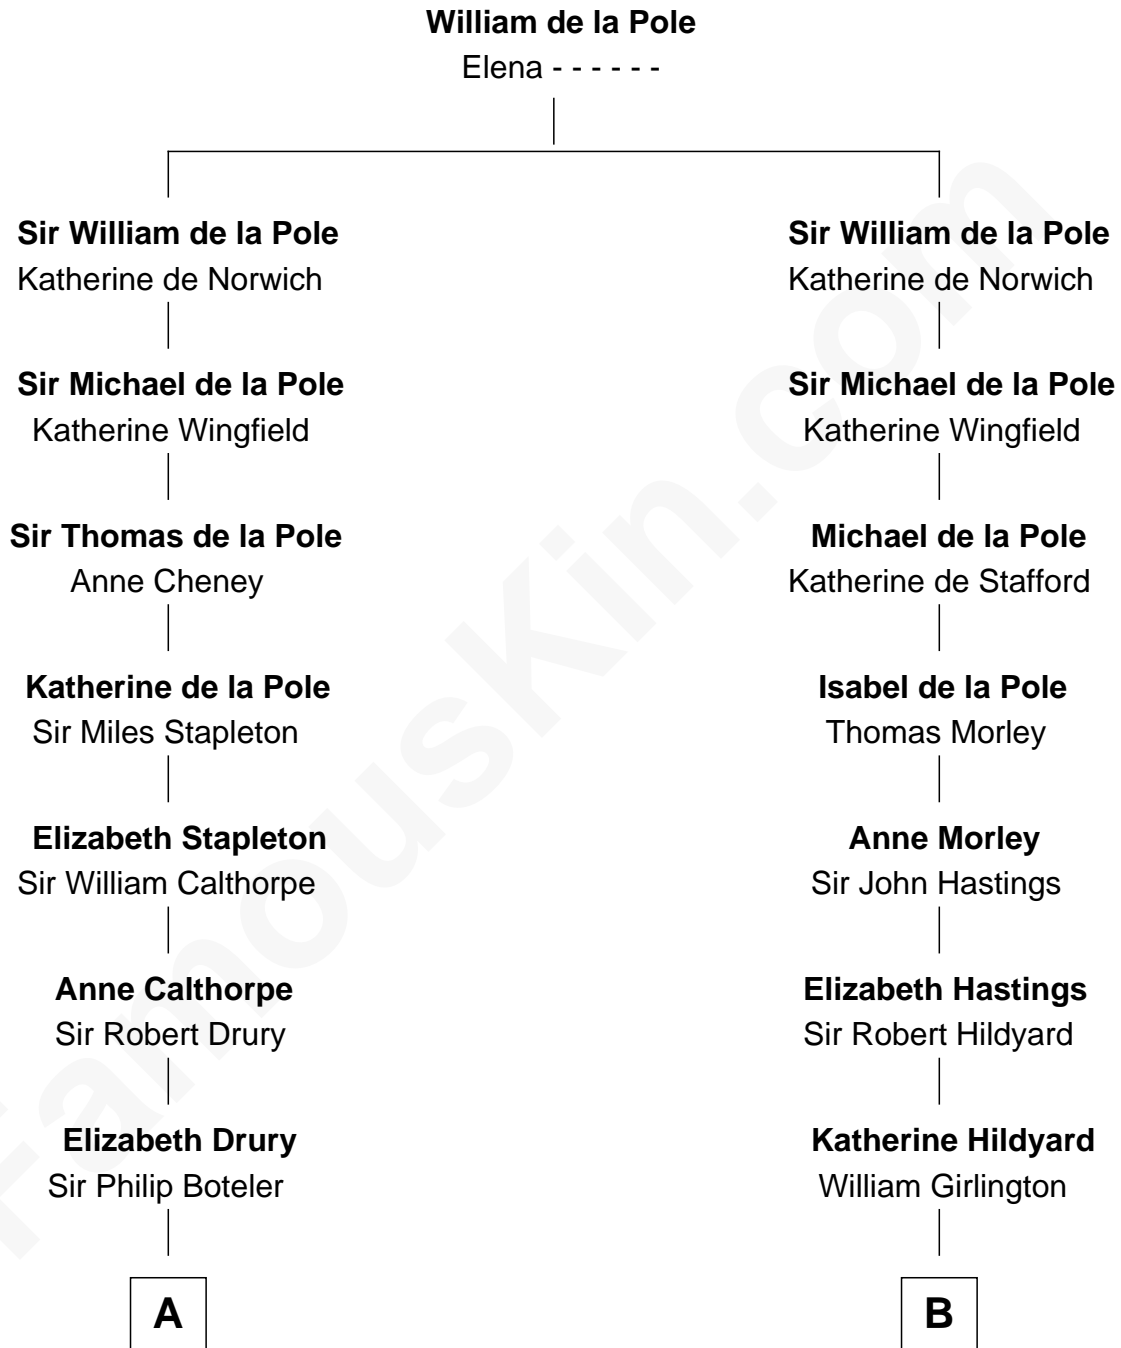 William de la Pole
Elena - - - - - -
Sir William de la Pole
Katherine de Norwich
Sir William de la Pole
Katherine de Norwich
Sir Michael de la Pole
Katherine Wingfield
Sir Michael de la Pole
Katherine Wingfield
Sir Thomas de la Pole
Anne Cheney
Michael de la Pole
Katherine de Stafford
Katherine de la Pole
Sir Miles Stapleton
Isabel de la Pole
Thomas Morley
Elizabeth Stapleton
Sir William Calthorpe
Anne Morley
Sir John Hastings
Anne Calthorpe
Sir Robert Drury
Elizabeth Hastings
Sir Robert Hildyard
Elizabeth Drury
Sir Philip Boteler
Katherine Hildyard
William Girlington
A
B
FamousKin.com